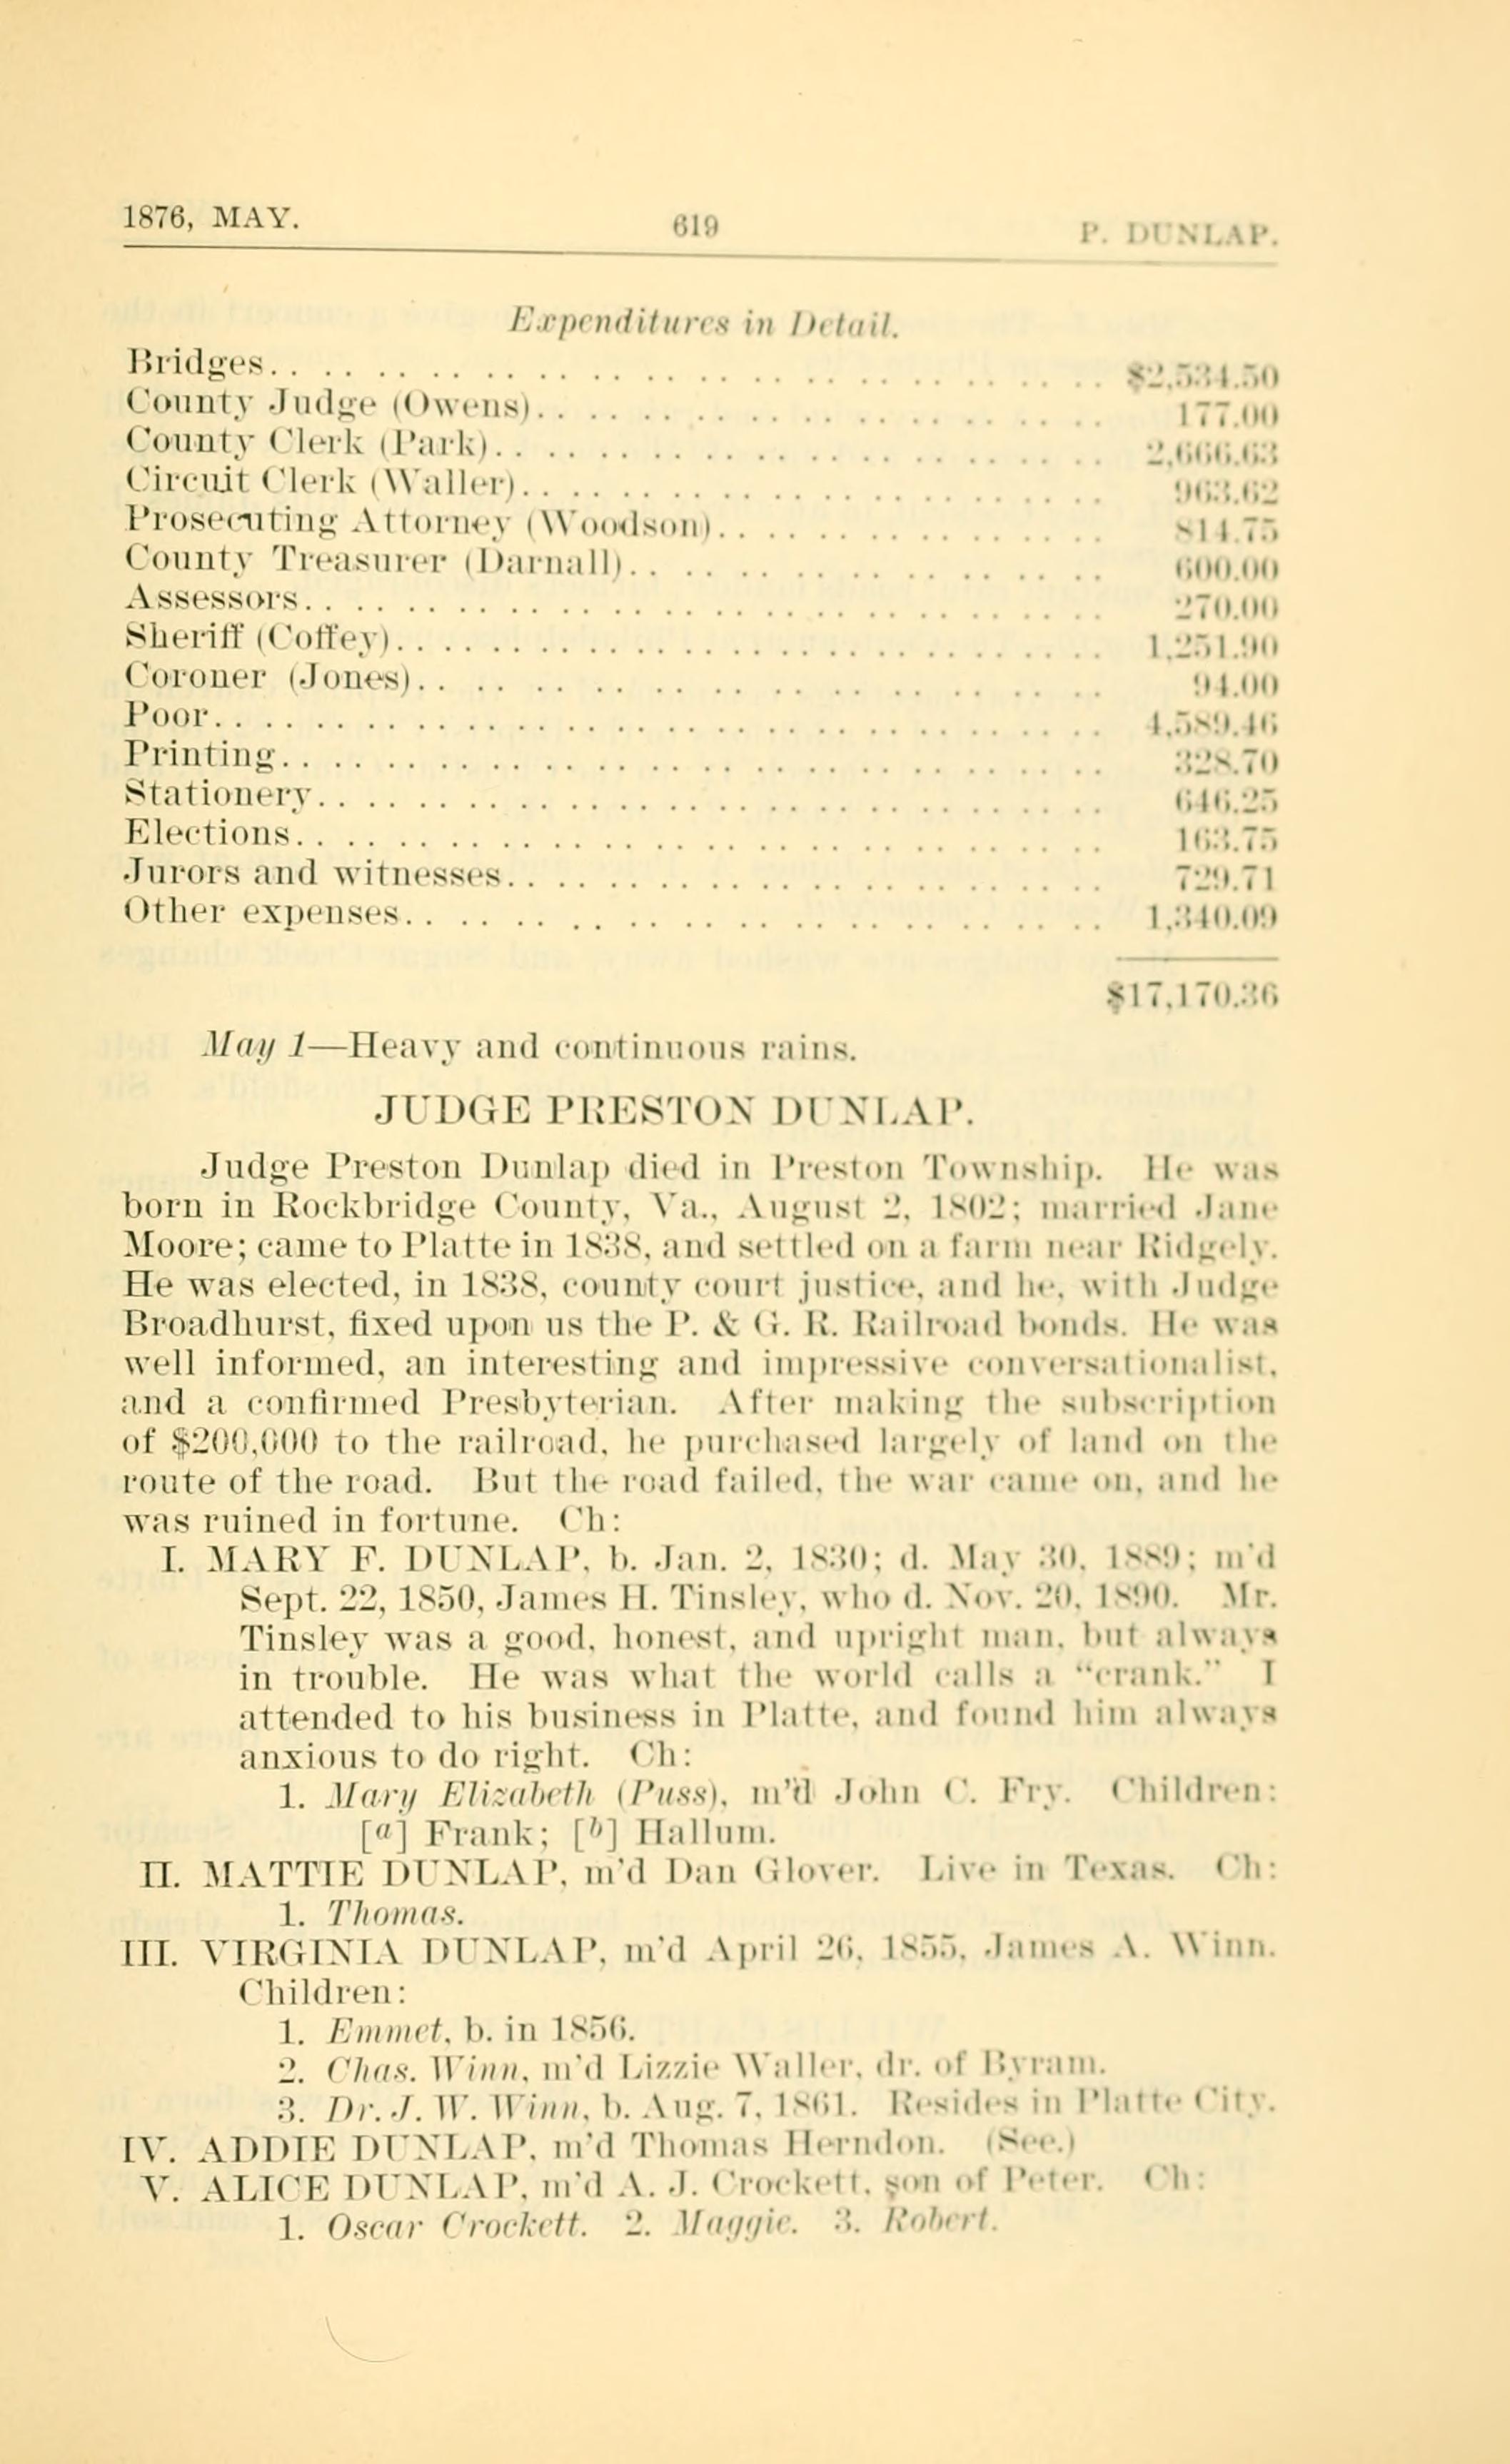 1876, MAY. 619 P. DUNLAP.
Expenditures in Detail.
Bridges. . . . . . . . . . . . . . . . . . . . . . . . . . . . . . . . $2,534.50
County Judge (Owens). . . . . . . . . . . . . . . . . . . . . . 177.00
County Clerk (Park). . . . . . . . . . . . . . . . . . . . . . . . 2,666.63
Circuit Clerk (Waller). . . . . . . . . . . . . . . . . . . . . . . 963.62
Prosecuting Attorney (Woodson). . . . . . . . . . . . . . . 814.75
County Treasurer (Darnall). . . . . . . . . . . . . . . . . . . 600.00
Assessors. . . . . . . . . . . . . . . . . . . . . . . . . . . . . . . 270.00
Sheriff (Coffey). . . . . . . . . . . . . . . . . . . . . . . . . . . 1,251.90
Coroner (Jones). . . . . . . . . . . . . . . . . . . . . . . . . . . 94.00
Poor. . . . . . . . . . . . . . . . . . . . . . . . . . . . . . . . . . . 4,589.46
Printing. . . . . . . . . . . . . . . . . . . . . . . . . . . . . . . . 328.70
Stationery. . . . . . . . . . . . . . . . . . . . . . . . . . . . . . . 646.25
Elections. . . . . . . . . . . . . . . . . . . . . . . . . . . . . . . 163.75
Jurors and witnesses. . . . . . . . . . . . . . . . . . . . . . . 729.71
Other expenses. . . . . . . . . . . . . . . . . . . . . . . . . . . 1,340.09
$17,170.36
May 1—Heavy and continuous rains.
JUDGE PRESTON DUNLAP.
Judge Preston Dunlap died in Preston Township. He was
born in Rockbridge County, Va., August 2, 1802; married Jane
Moore; came to Platte in 1838, and settled on a farm near Ridgely.
He was elected, in 1838, county court justice, and he, with Judge
Broadhurst, fixed upon us the P. & G. R. Railroad bonds. He was
well informed, an interesting and impressive conversationalist,
and a confirmed Presbyterian. After making the subscription
of $200,000 to the railroad, he purchased largely of land on the
route of the road. But the road failed, the war came on, and he
was ruined in fortune. Ch:
I. MARY F. DUNLAP, b. Jan. 2, 1830; d. May 30, 1889; m'd
Sept. 22, 1850, James H. Tinsley, who d. Nov. 20, 1890. Mr.
Tinsley was a good, honest, and upright man, but always
in trouble. He was what the world calls a "crank." I
attended to his business in Platte, and found him always
anxious to do right. Ch:
1. Mary Elizabeth (Puss), m'd John C. Fry. Children:
[a] Frank; [b] Hallum.
II. MATTIE DUNLAP, m'd Dan Glover. Live in Texas. Ch:
1. Thomas.
III. VIRGINIA DUNLAP, m'd April 26, 1855, James A. Winn.
Children:
1. Emmet, b. in 1856.
2. Chas. Winn, m'd Lizzie Waller, dr. of Byram.
3. Dr. J. W. Winn, b. Aug. 7, 1861. Resides in Platte City.
IV. ADDIE DUNLAP, m'd Thomas Herndon. (See.)
V. ALICE DUNLAP, m'd A. J. Crockett, son of Peter. Ch:
1. Oscar Crockett. 2. Maggie. 3. Robert.